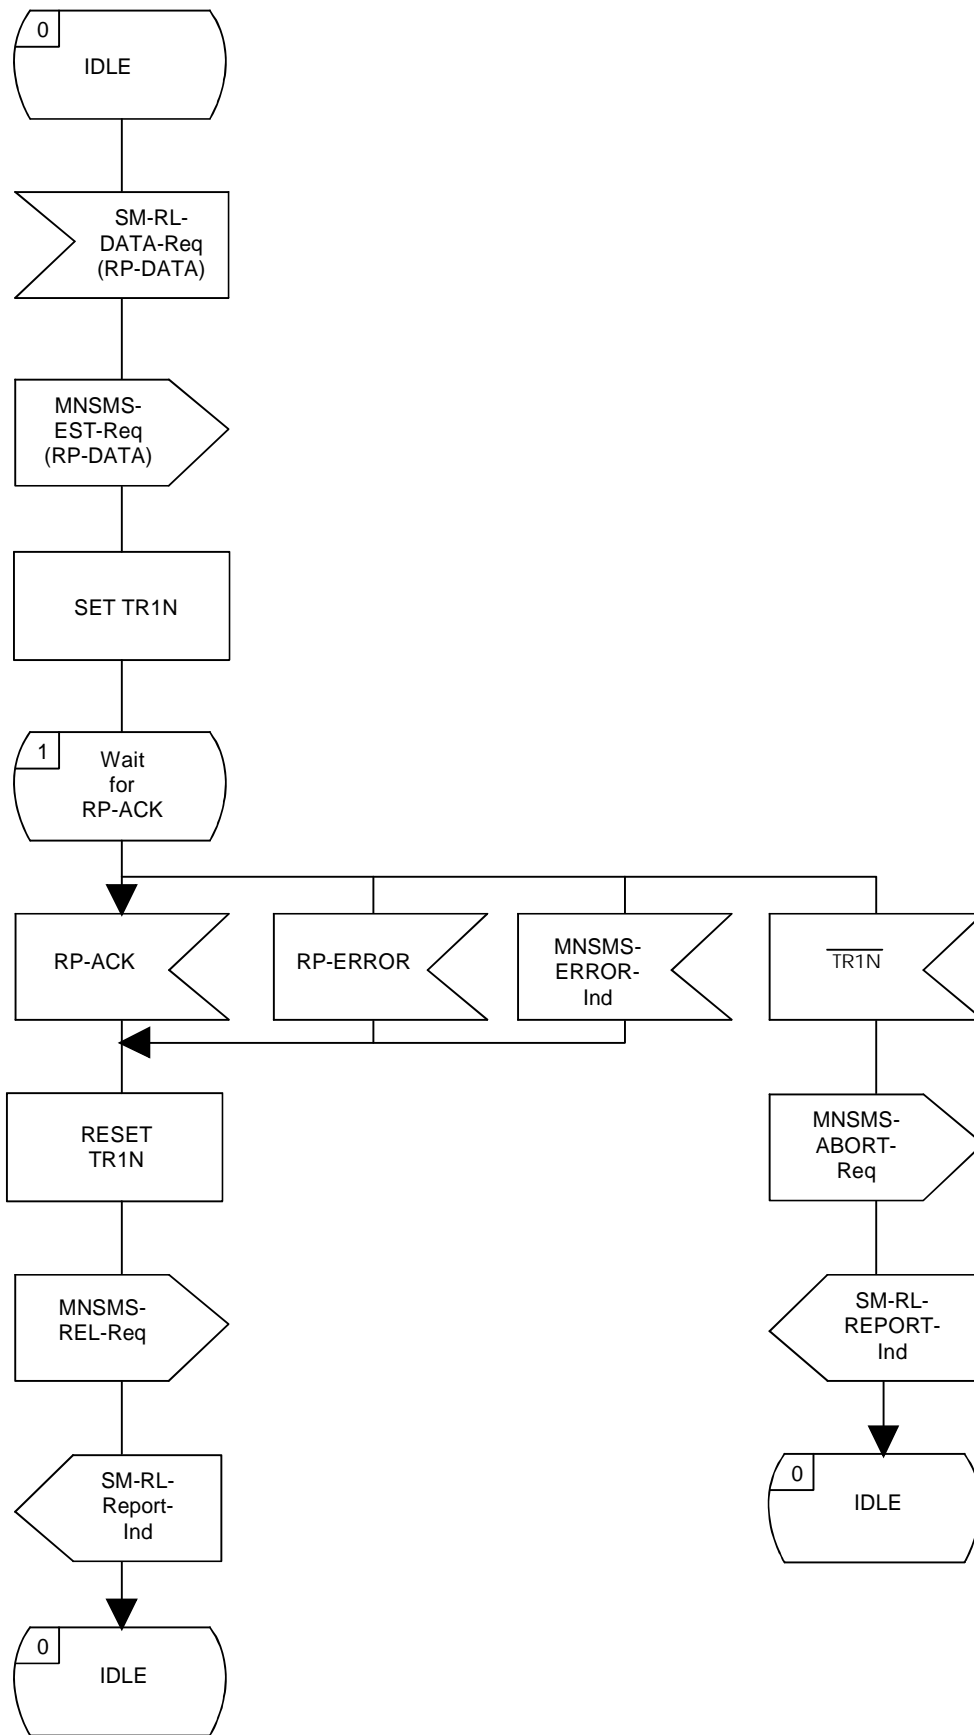 0
IDLE
SM-RL-
DATA-Req
(RP-DATA)
MNSMS-
EST-Req
(RP-DATA)
SET TR1N
1
Wait
for
RP-ACK
RP-ACK
RP-ERROR
MNSMS-
ERROR-
Ind
TR1N
RESET
TR1N
MNSMS-
ABORT-
Req
MNSMS-
REL-Req
SM-RL-
REPORT-
Ind
SM-RL-
Report-
Ind
0
IDLE
0
IDLE